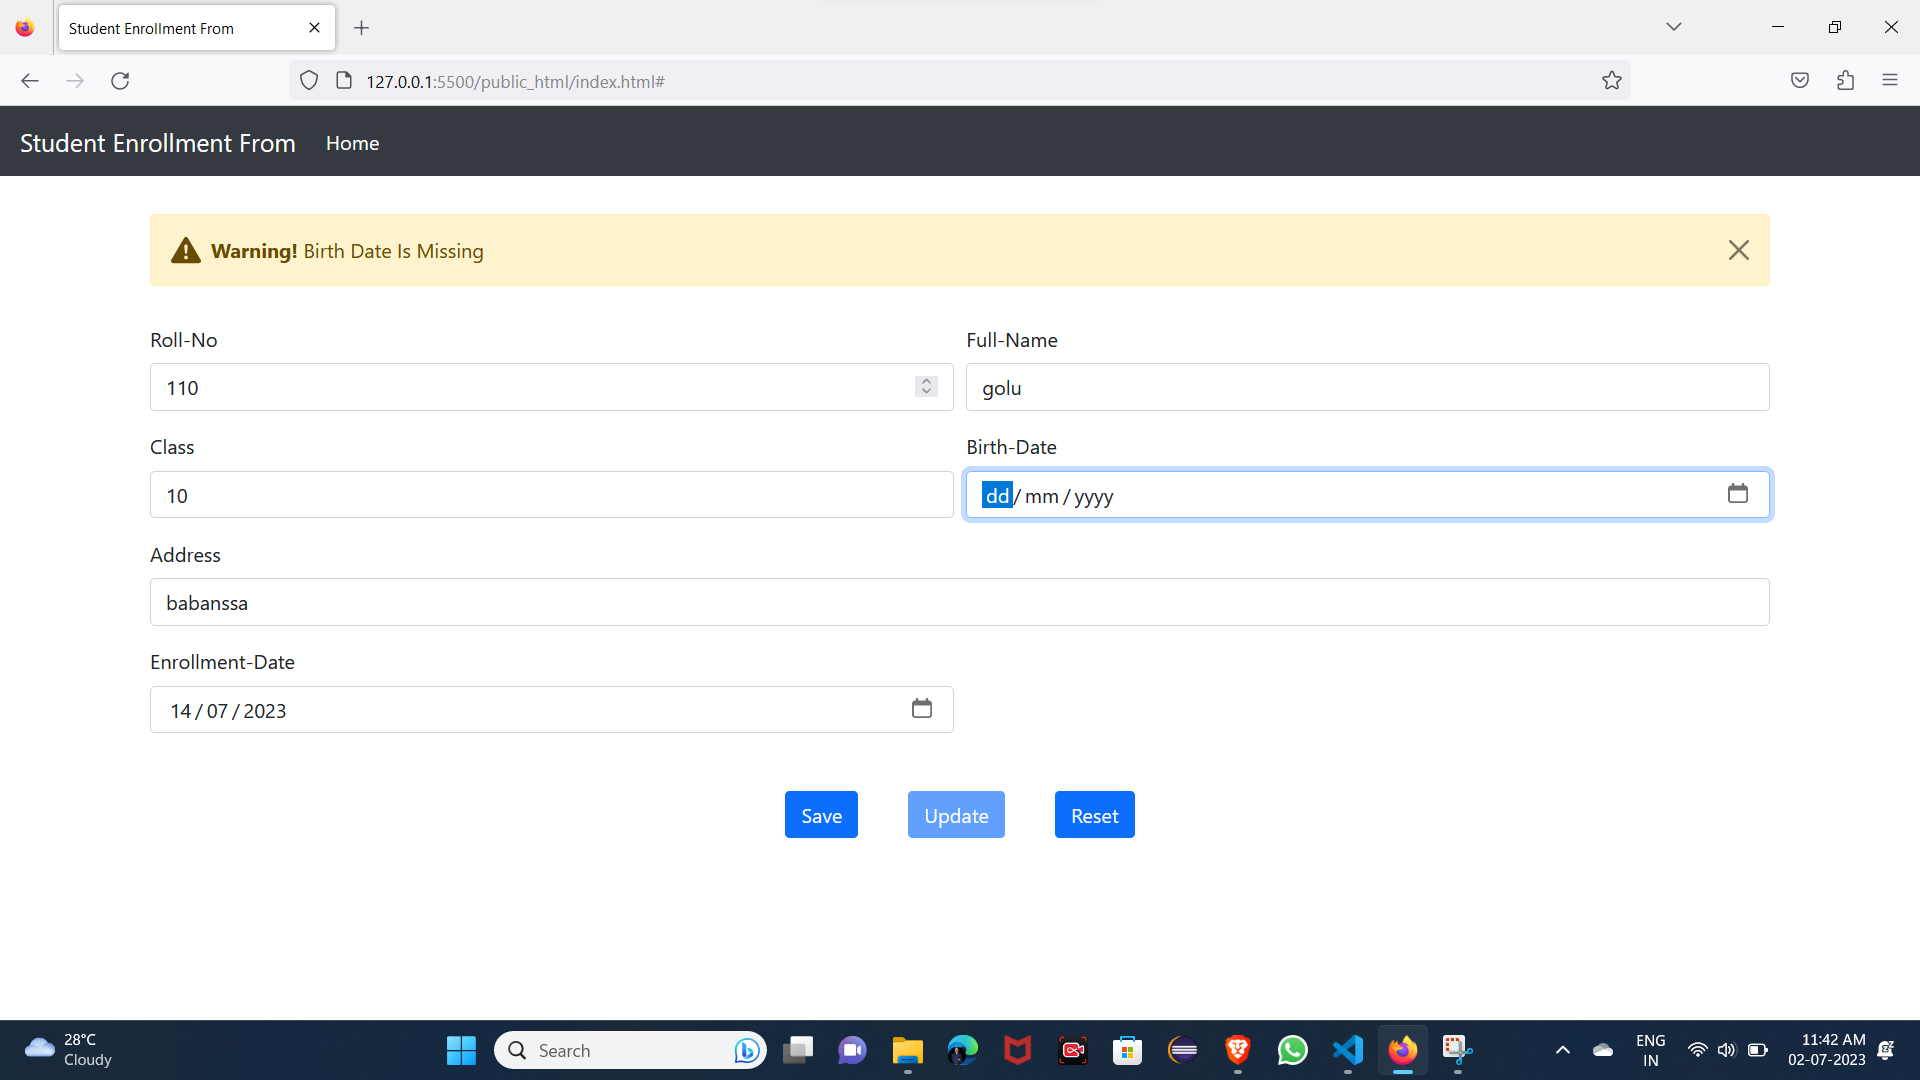 Student Enrollment From
127.0.0.1:5500/public_html/index.html#
Student Enrollment From Home
Warning! Birth Date Is Missing
Roll-No Full-Name
110 golu
Class Birth-Date
10 dd/mm/yyyy
Address
babanssa
Enrollment-Date
14/07/2023
Save Update Reset
28°C
Cloudy
Search
ENG
IN
11:42 AM
02-07-2023